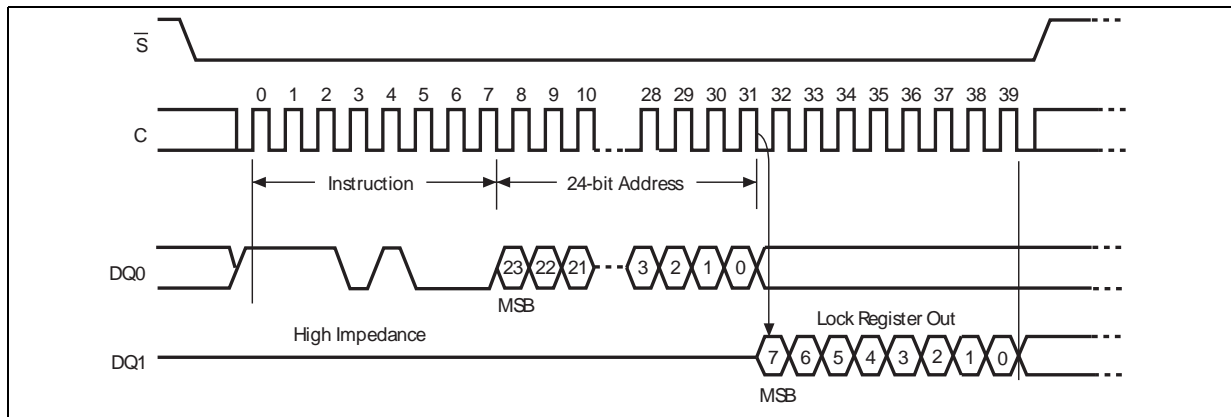 S
0 1 2 3 4 5 6 7 8 9 10 28 29 30 31 32 33 34 35 36 37 38 39
C
Instruction 24-bit Address
DQ0 23 22 21 3 2 1 0
MSB
High Impedance Lock Register Out
DQ1 7 6 5 4 3 2 1 0
MSB